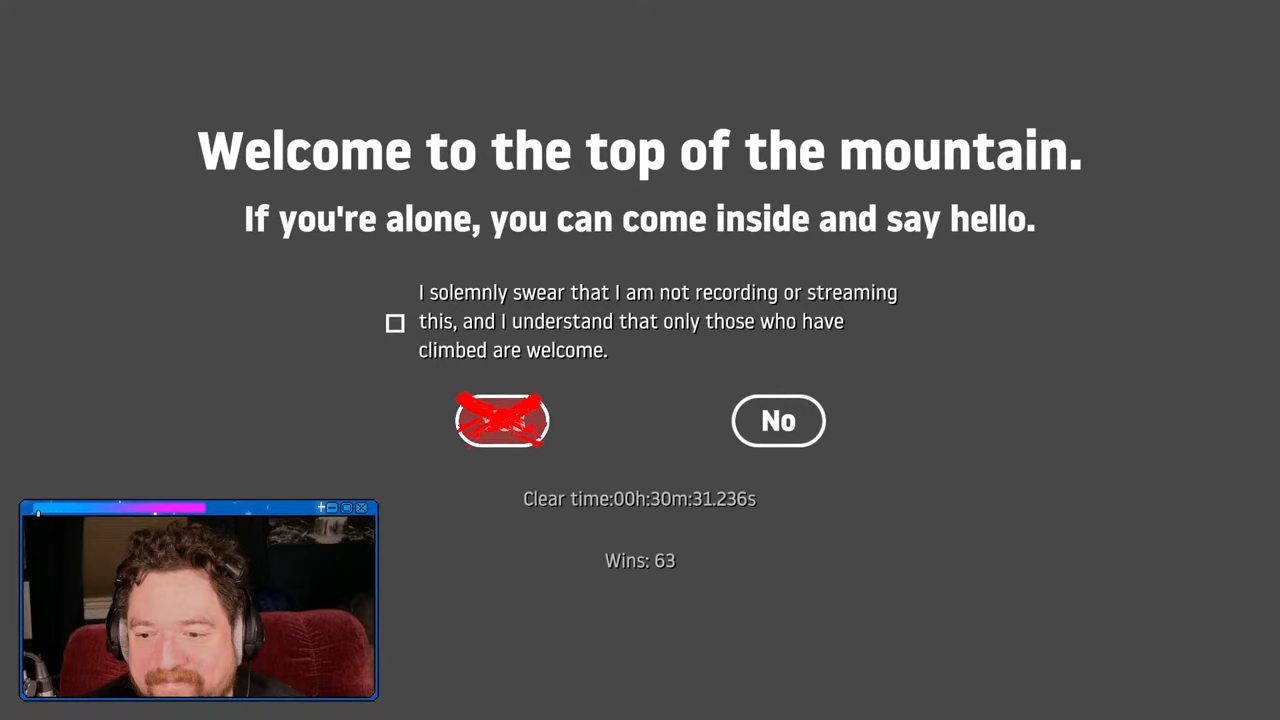 Welcome to the top of the mountain.
If you're alone, you can come inside and say hello.
I solemnly swear that I am not recording or streaming
this, and I understand that only those who have
climbed are welcome.
No
Clear time:00h:30m:31.236s
Wins: 63